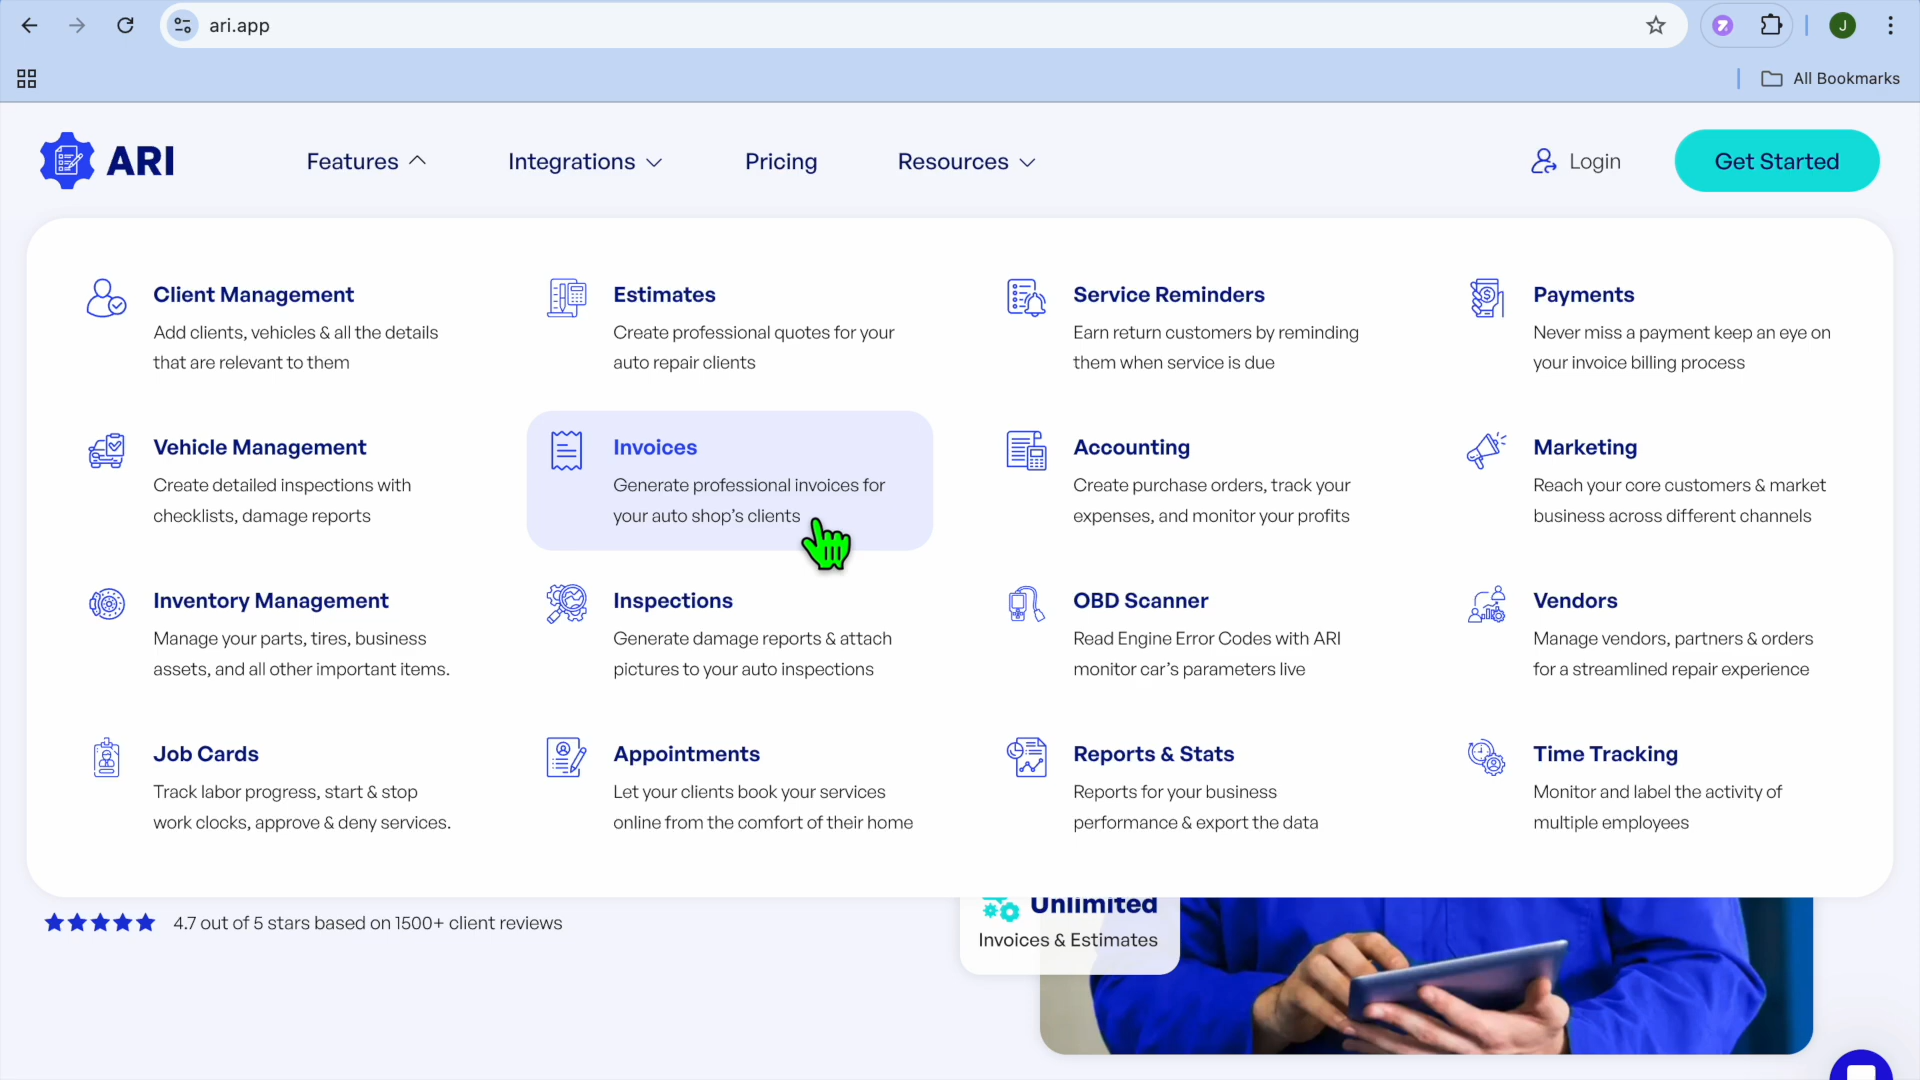 ari.app
J
All Bookmarks
ARI
Features
Integrations
Pricing
Resources
Login
Get Started
Client Management
Add clients, vehicles & all the details
that are relevant to them
Estimates
Create professional quotes for your
auto repair clients
Service Reminders
Earn return customers by reminding
them when service is due
Payments
Never miss a payment keep an eye on
your invoice billing process
Vehicle Management
Create detailed inspections with
checklists, damage reports
Invoices
Generate professional invoices for
your auto shop's clients
Accounting
Create purchase orders, track your
expenses, and monitor your profits
Marketing
Reach your core customers & market
business across different channels
Inventory Management
Manage your parts, tires, business
assets, and all other important items.
Inspections
Generate damage reports & attach
pictures to your auto inspections
OBD Scanner
Read Engine Error Codes with ARI
monitor car's parameters live
Vendors
Manage vendors, partners & orders
for a streamlined repair experience
Job Cards
Track labor progress, start & stop
work clocks, approve & deny services.
Appointments
Let your clients book your services
online from the comfort of their home
Reports & Stats
Reports for your business
performance & export the data
Time Tracking
Monitor and label the activity of
multiple employees
4.7 out of 5 stars based on 1500+ client reviews
Unlimited
Invoices & Estimates